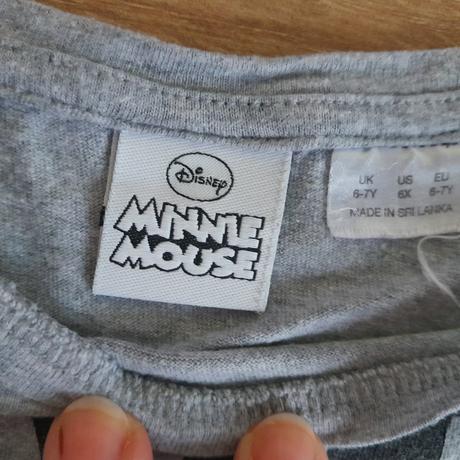 Disney
MINNIE
MOUSE
UK US EU
6-7Y 6X 6-7Y
MADE IN SRI LANKA